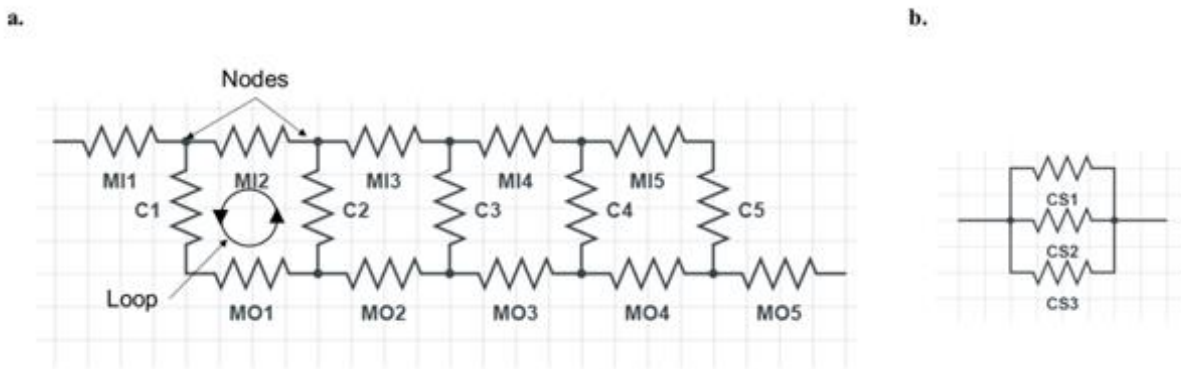 a.
b.
Nodes
MI1 MI2 MI3 MI4 MI5
C1 C2 C3 C4 C5
Loop
MO1 MO2 MO3 MO4 MO5
CS1
CS2
CS3